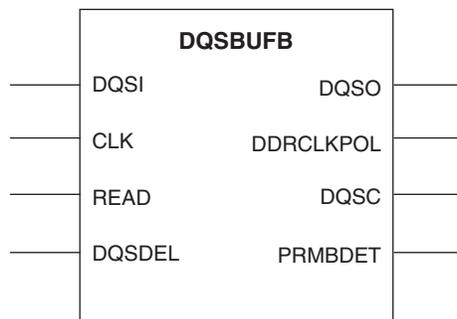 DQSBUFB
DQSI DQSO
CLK DDRCLKPOL
READ DQSC
DQSDEL PRMBDET